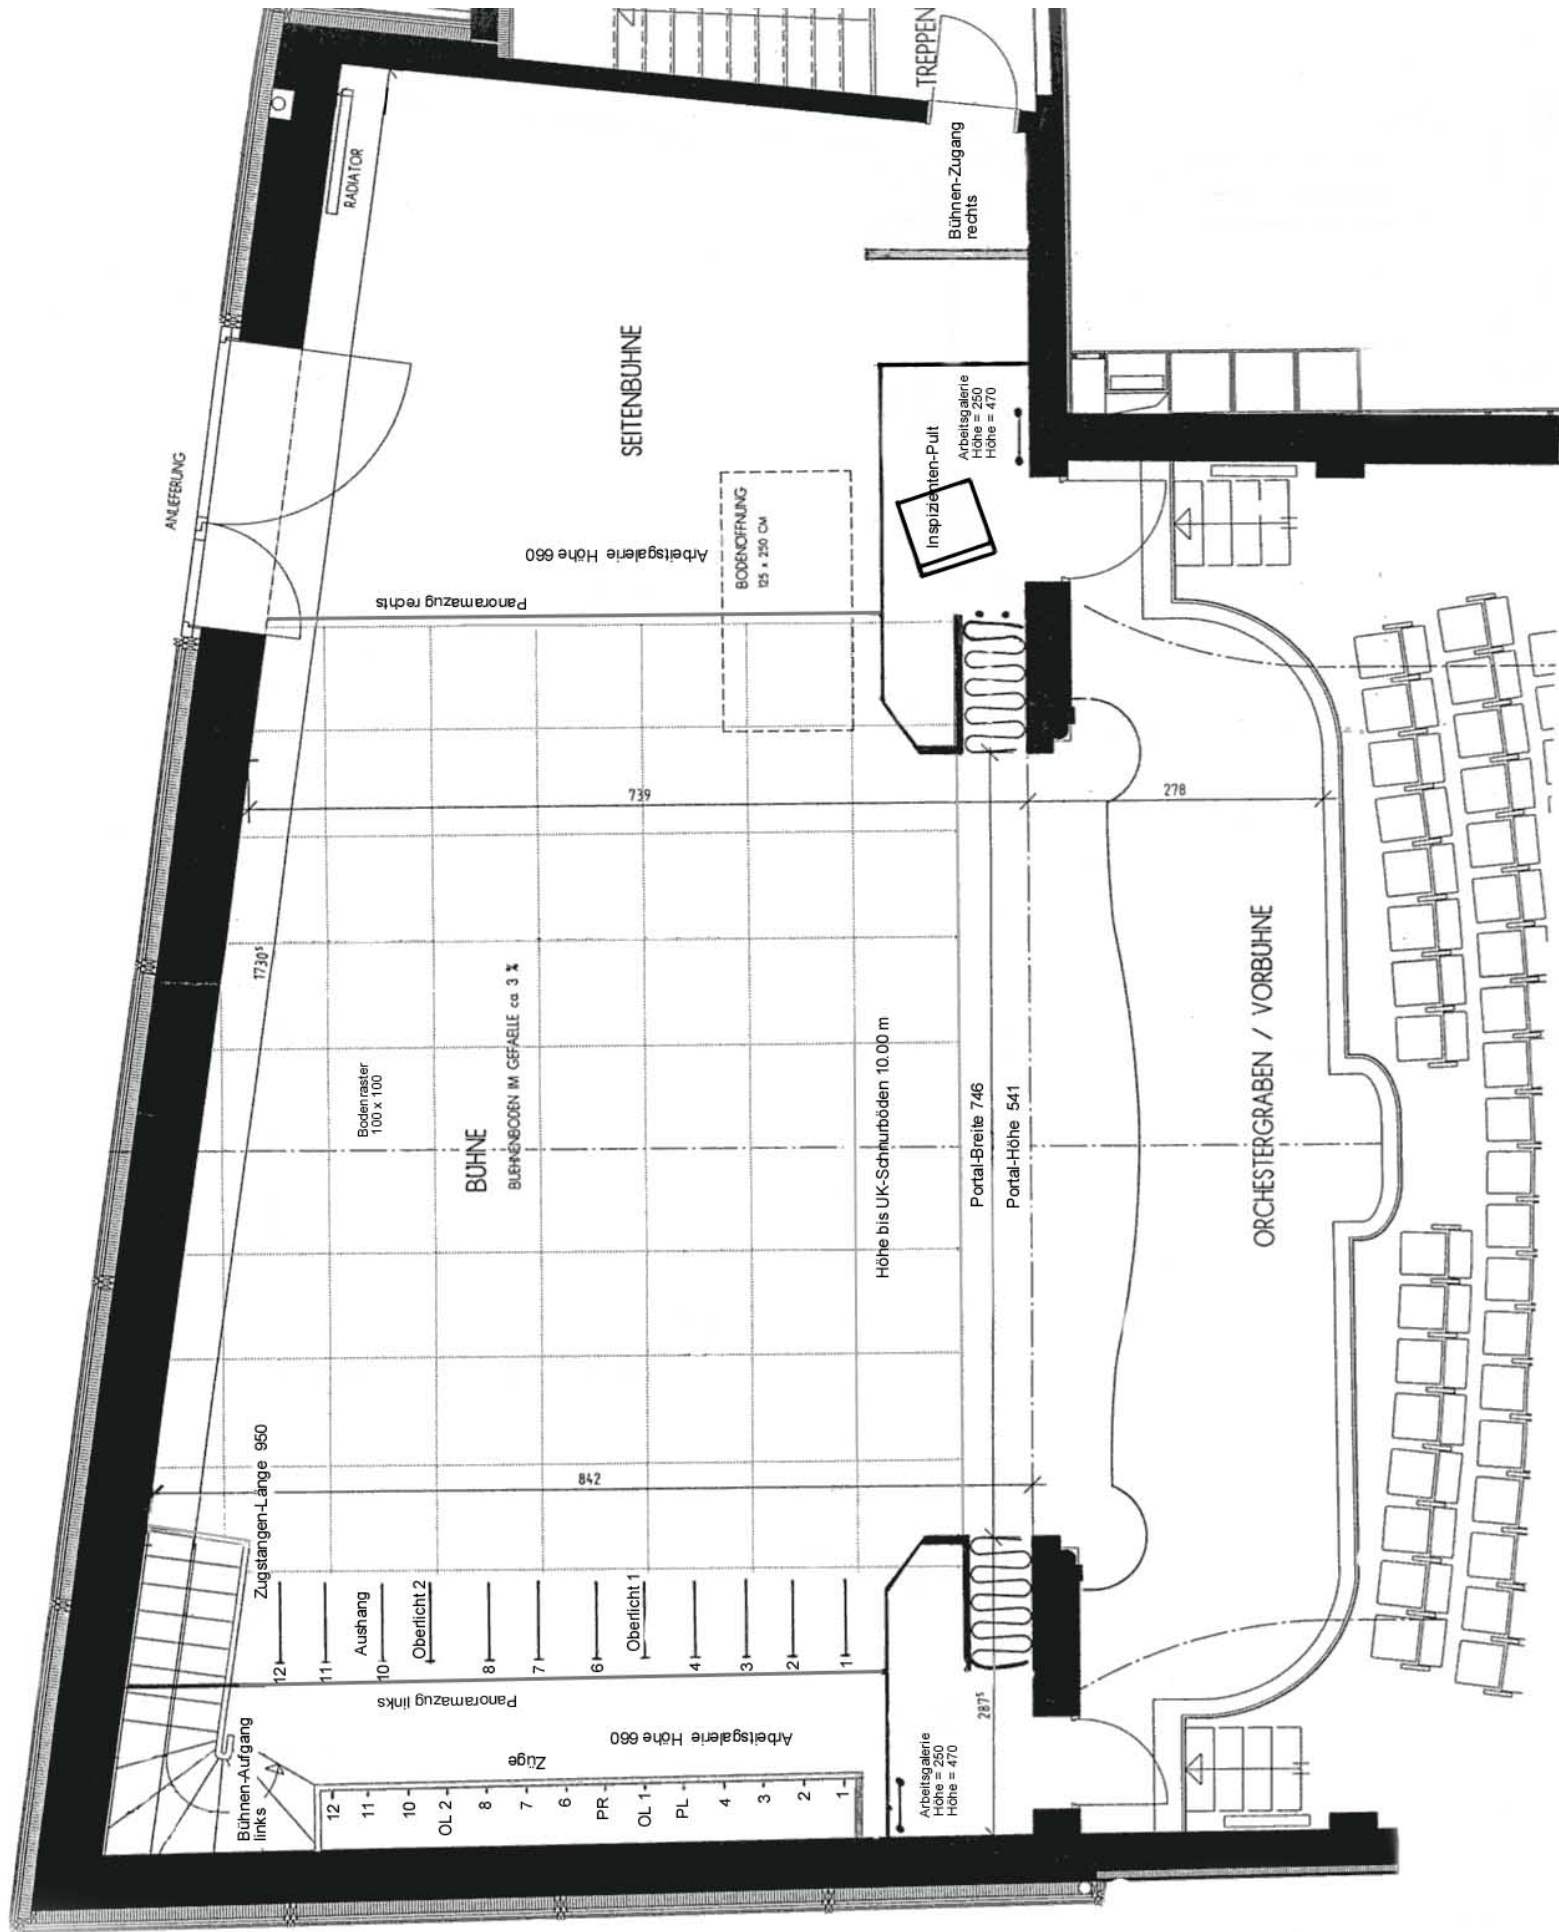 TREPPEN
Bühnen-Zugang
rechts
RADIATOR
ANLIEFERUNG
SEITENBÜHNE
Arbeitsgalerie
Höhe = 250
Höhe = 470
Inspizienten-Pult
BODENÖFFNUNG
125 x 250 CM
Arbeitsgalerie Höhe 660
Panoramazug rechts
739
278
1730⁵
Bodenraster
100 x 100
BÜHNE
BUEHNENBODEN IM GEFAELLE ca 3 %
Höhe bis UK-Schnurböden 10.00 m
Portal-Breite 746
Portal-Höhe 541
ORCHESTERGRABEN / VORBÜHNE
842
Zugstangen-Länge 950
12
11
Aushang
10
Oberlicht 2
8
7
6
Oberlicht 1
4
3
2
1
Panoramazug links
Arbeitsgalerie Höhe 660
Züge
287⁵
Bühnen-Aufgang
links
12
11
10
OL 2
8
7
6
PR
OL 1
PL
4
3
2
1
Arbeitsgalerie
Höhe = 250
Höhe = 470